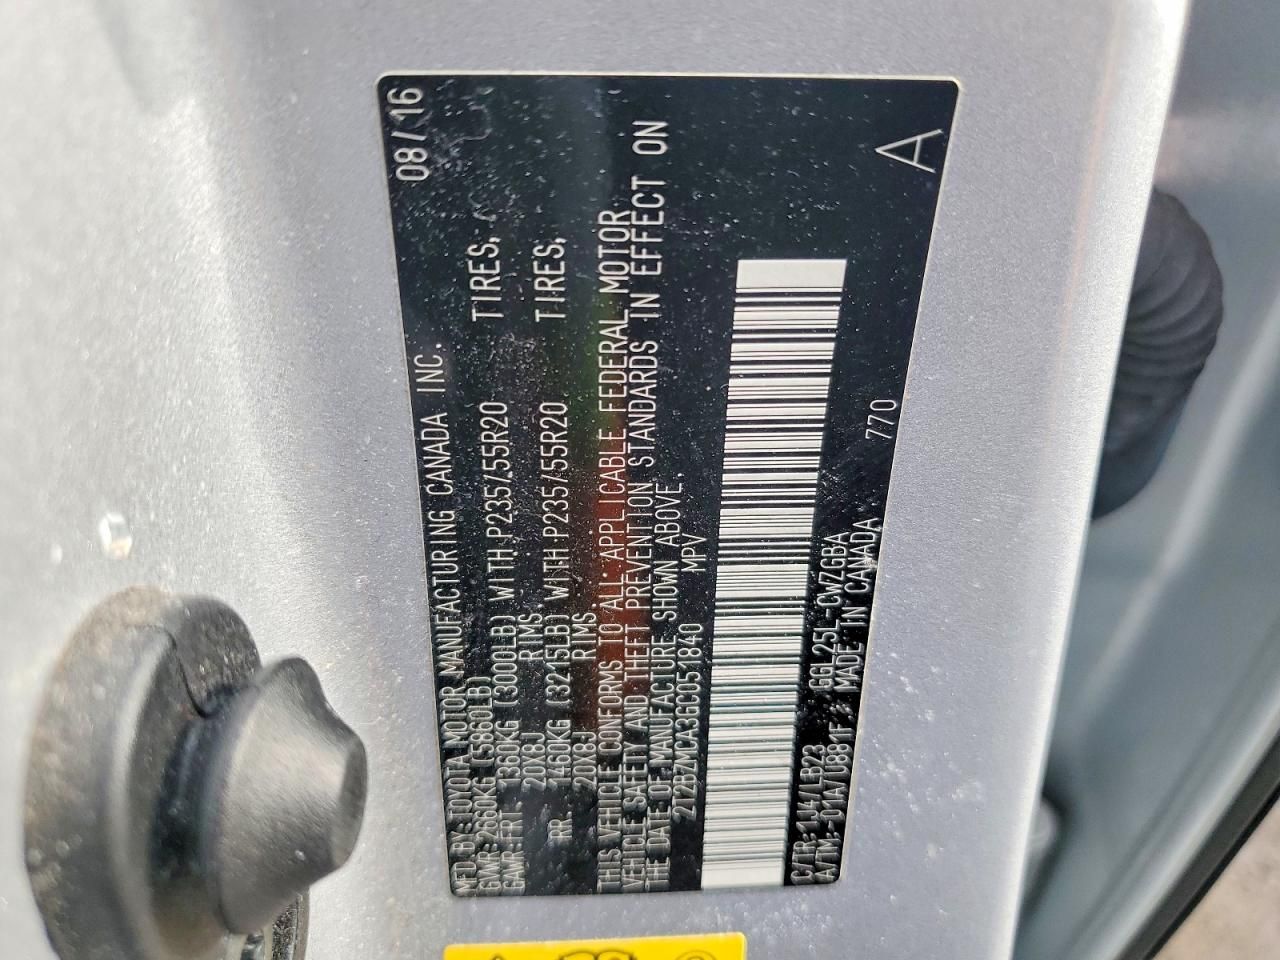 MFD. BY: TOYOTA MOTOR MANUFACTURING CANADA INC. 08/16
GVWR: 2660KG (5860LB)
GAWR: FRT. 1360KG (3000LB) WITH P235/55R20 TIRES,
20X8J RIMS.
RR. 1460KG (3215LB) WITH P235/55R20 TIRES,
20X8J RIMS.
THIS VEHICLE CONFORMS TO ALL APPLICABLE FEDERAL MOTOR
VEHICLE SAFETY AND THEFT PREVENTION STANDARDS IN EFFECT ON
THE DATE OF MANUFACTURE SHOWN ABOVE.
2T2BZMCA3GC051840 MPV
C/TR: 1J4/LB23 GGL25L-CWZGBA
A/TM: -01A/U881F MADE IN CANADA 770
A